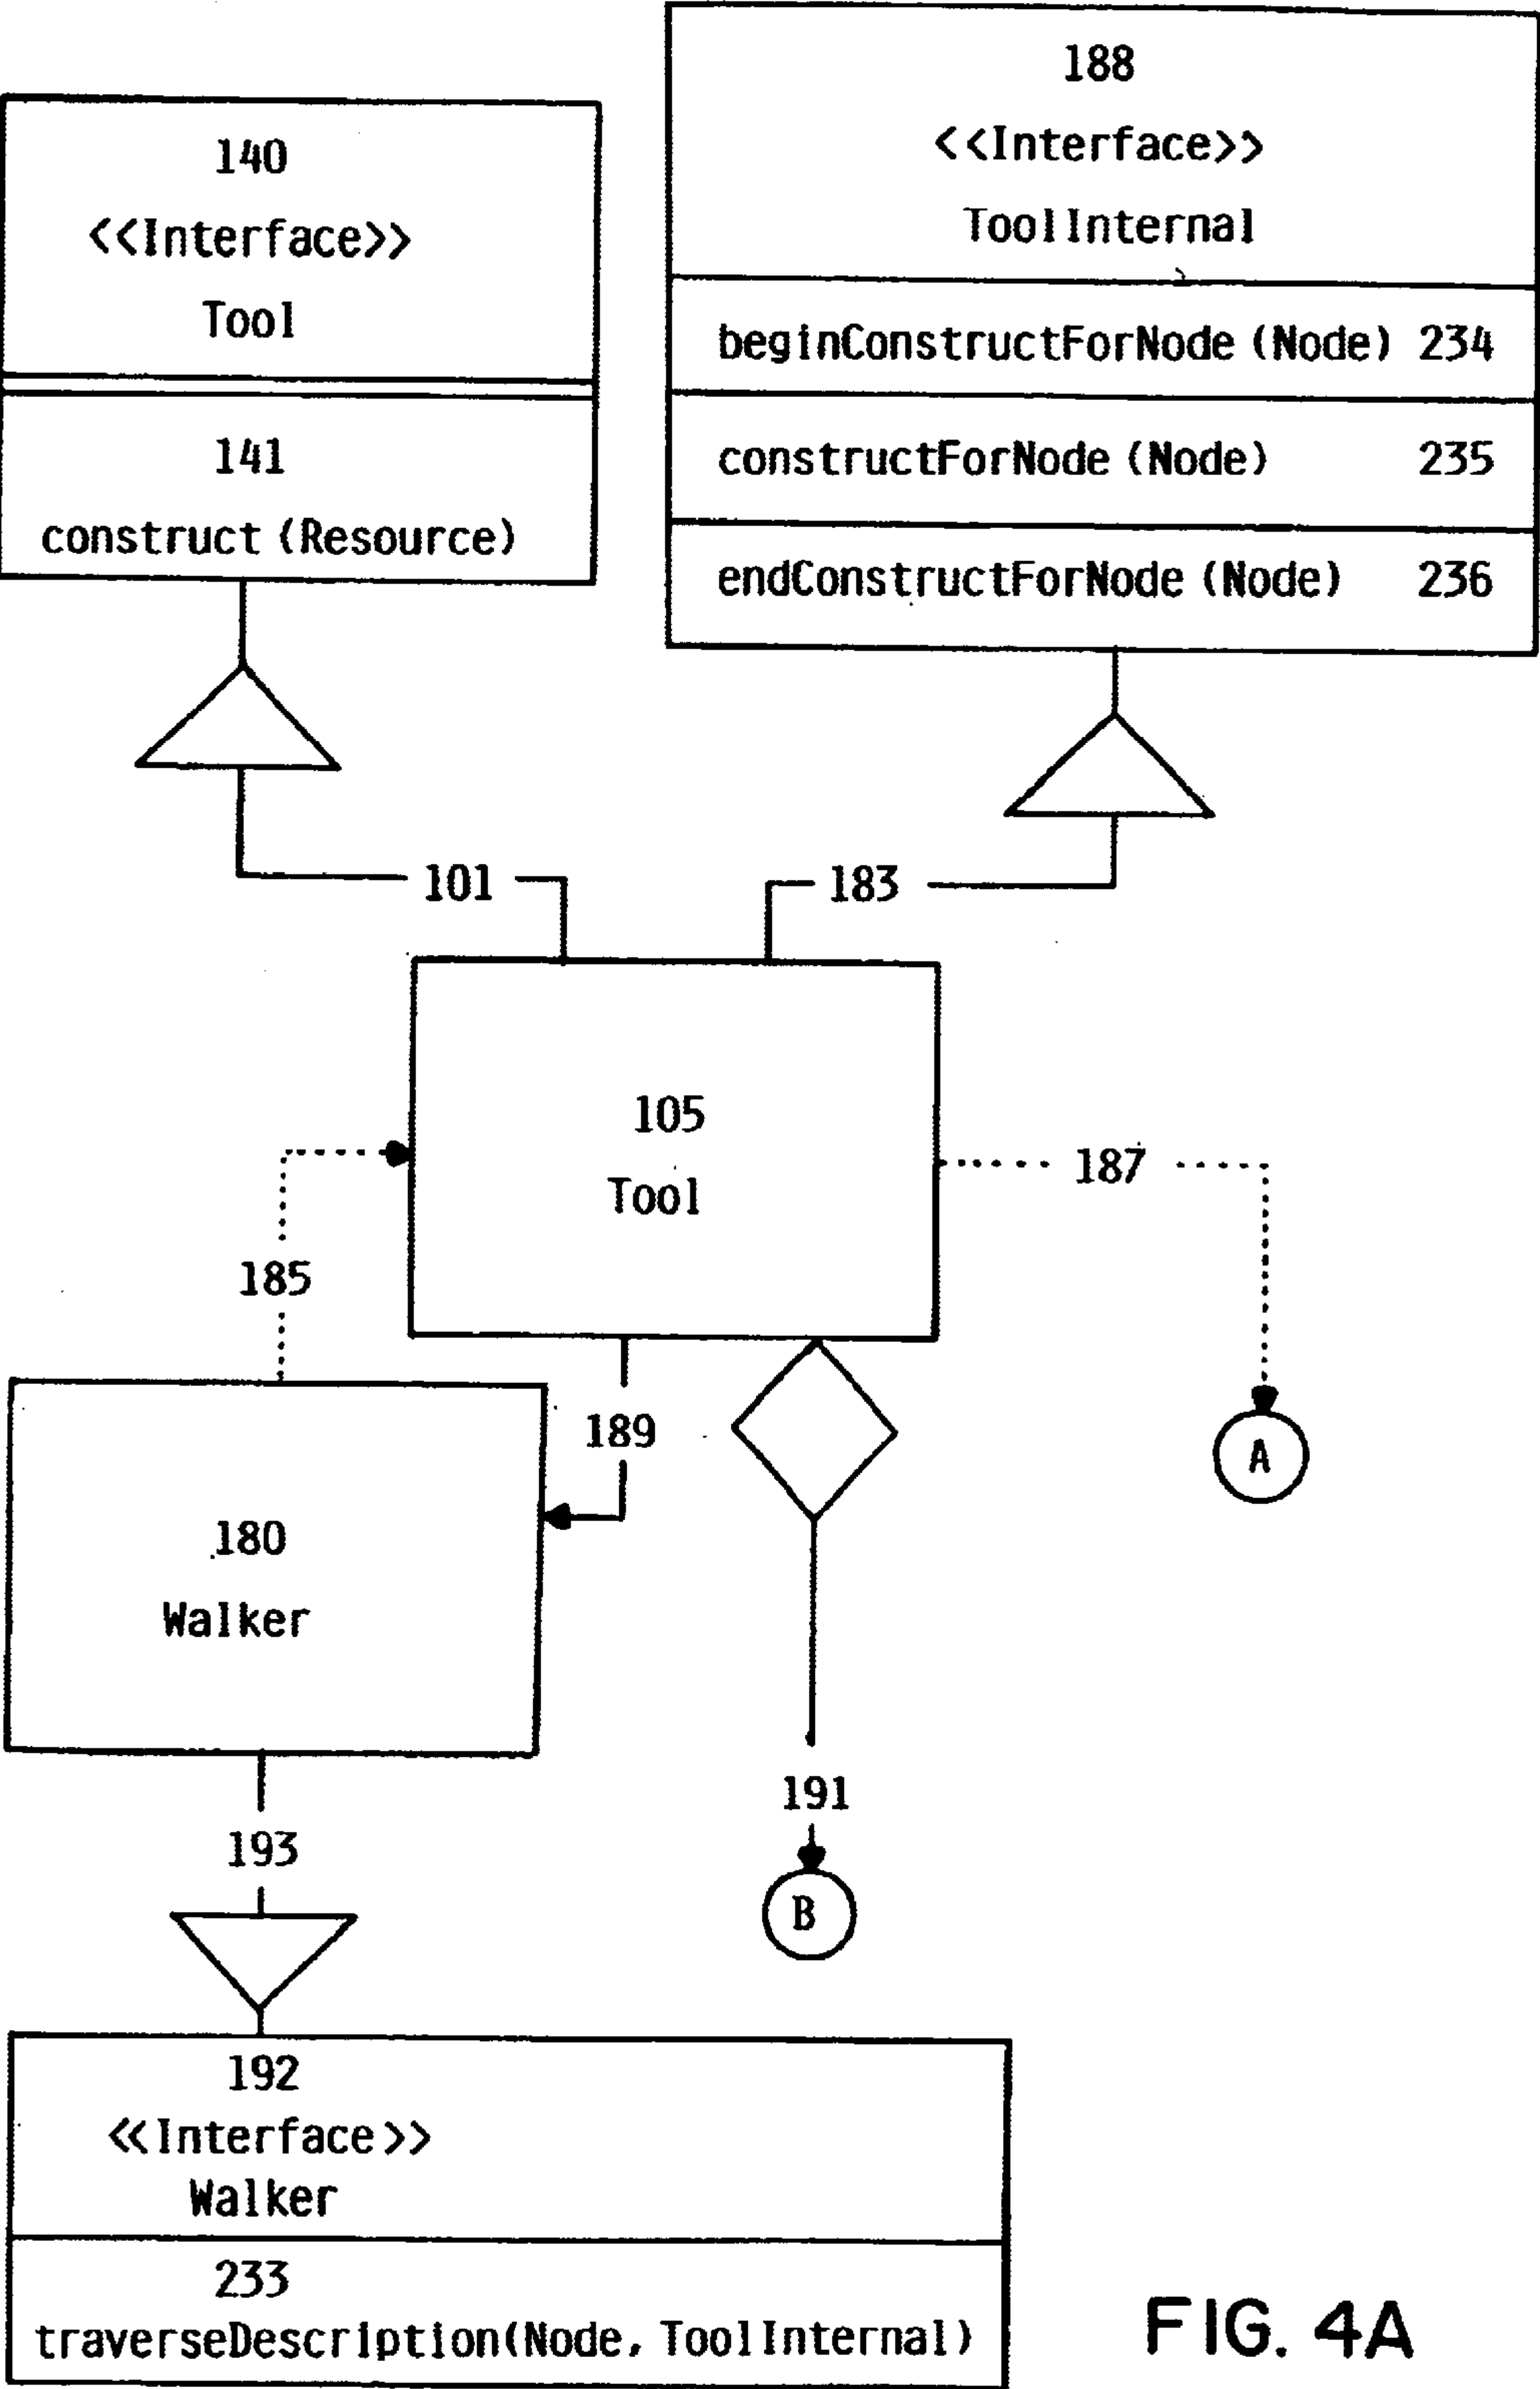 188
<<Interface>>
ToolInternal
beginConstructForNode (Node) 234
constructForNode (Node) 235
endConstructForNode (Node) 236
140
<<Interface>>
Tool
141
construct (Resource)
101
183
105
Tool
187
185
189
A
180
Walker
191
193
B
192
<<Interface>>
Walker
233
traverseDescription(Node, ToolInternal)
FIG. 4A